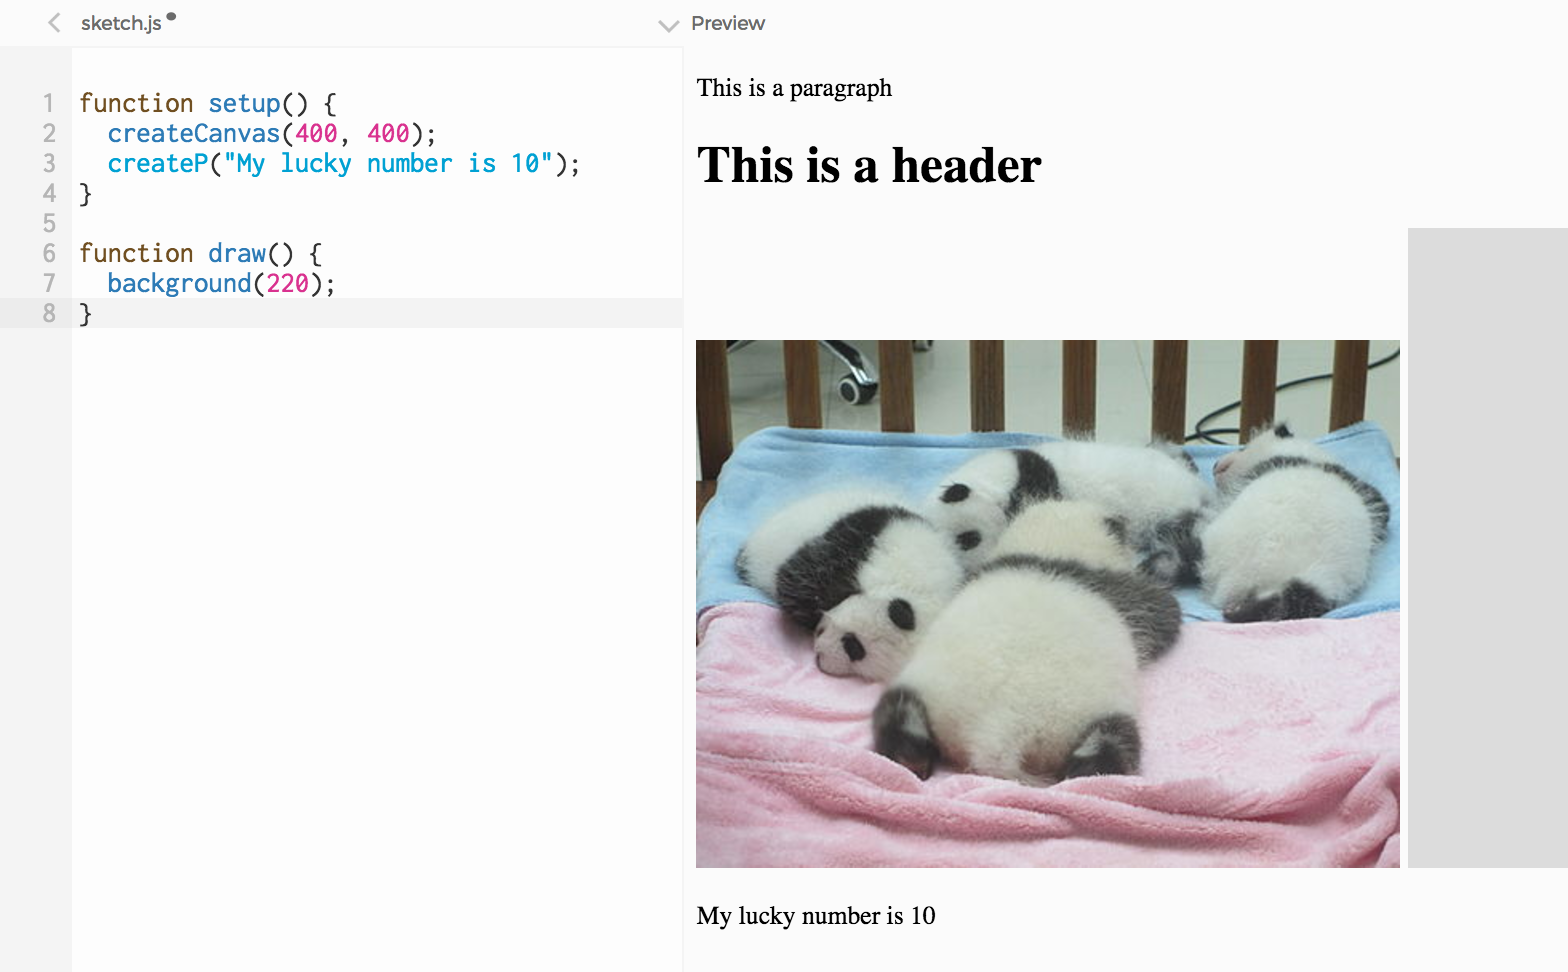 sketch.js
Preview
1 function setup() {
2   createCanvas(400, 400);
3   createP("My lucky number is 10");
4 }
5
6 function draw() {
7   background(220);
8 }
This is a paragraph
This is a header
My lucky number is 10